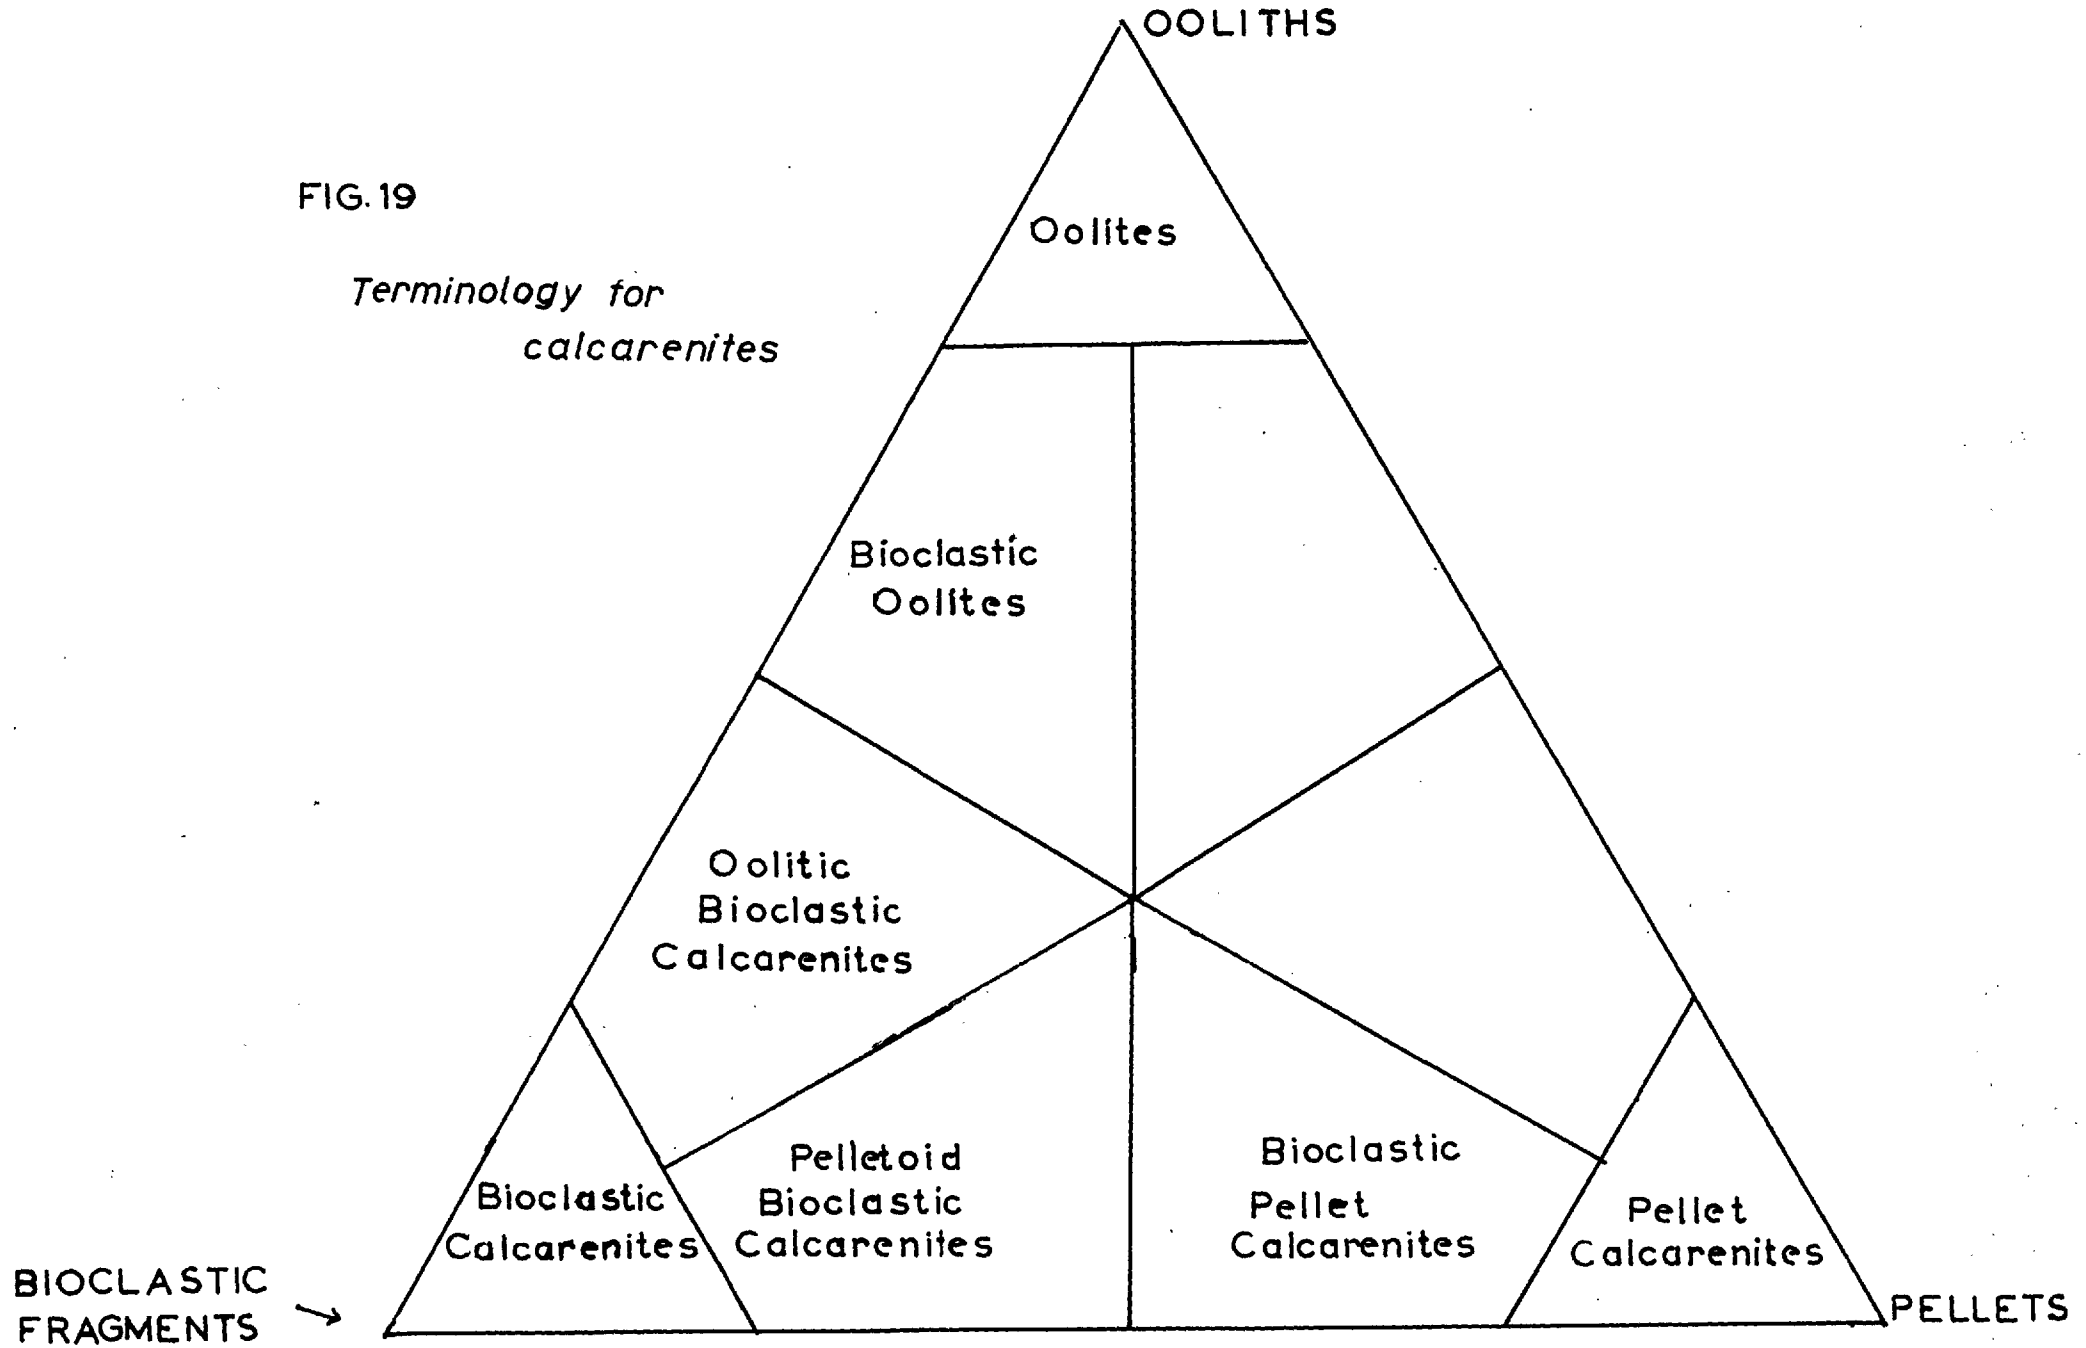 OOLITHS
FIG. 19
Terminology for
calcarenites
Oolites
Bioclastic
Oolites
Oolitic
Bioclastic
Calcarenites
Bioclastic
Calcarenites
Pelletoid
Bioclastic
Calcarenites
Bioclastic
Pellet
Calcarenites
Pellet
Calcarenites
BIOCLASTIC
FRAGMENTS
PELLETS